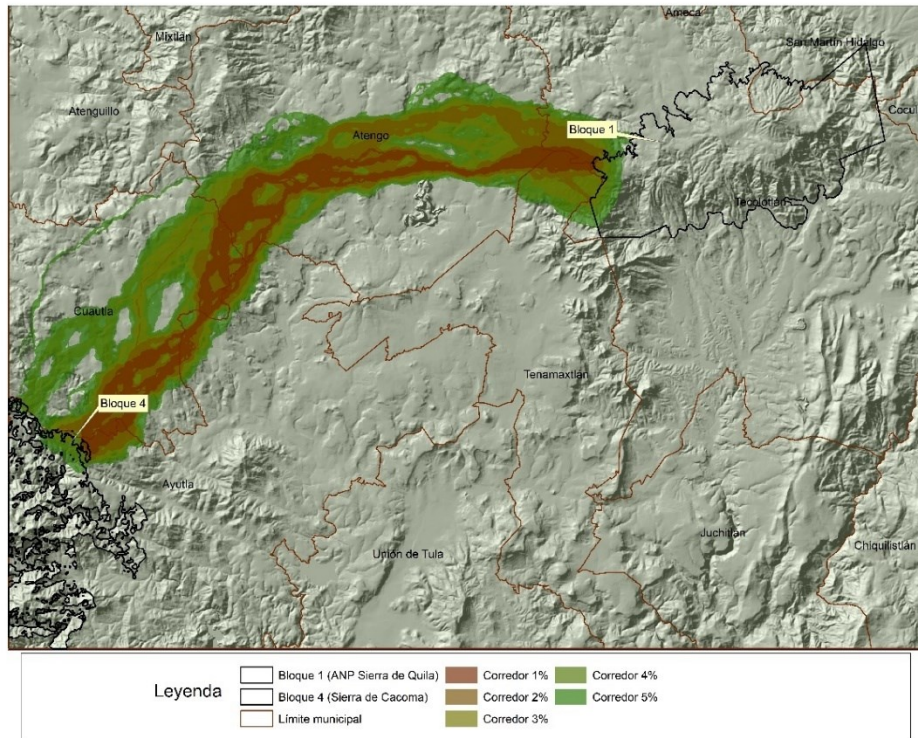 Mixtlán
Ameca
San Martín Hidalgo
Atenguillo
Cocul
Bloque 1
Atengo
Tecolotlán
Cuautla
Tenamaxtlán
Bloque 4
Ayutla
Juchitlán
Unión de Tula
Chiquilistlán
Leyenda
Bloque 1 (ANP Sierra de Quila)
Bloque 4 (Sierra de Cacoma)
Límite municipal
Corredor 1%
Corredor 2%
Corredor 3%
Corredor 4%
Corredor 5%